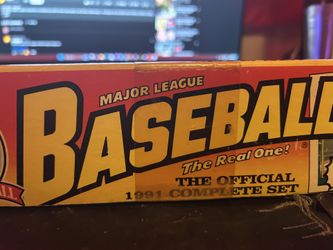 MAJOR LEAGUE
BASEBALL
The Real One!®
THE OFFICIAL
1991 COMPLETE SET